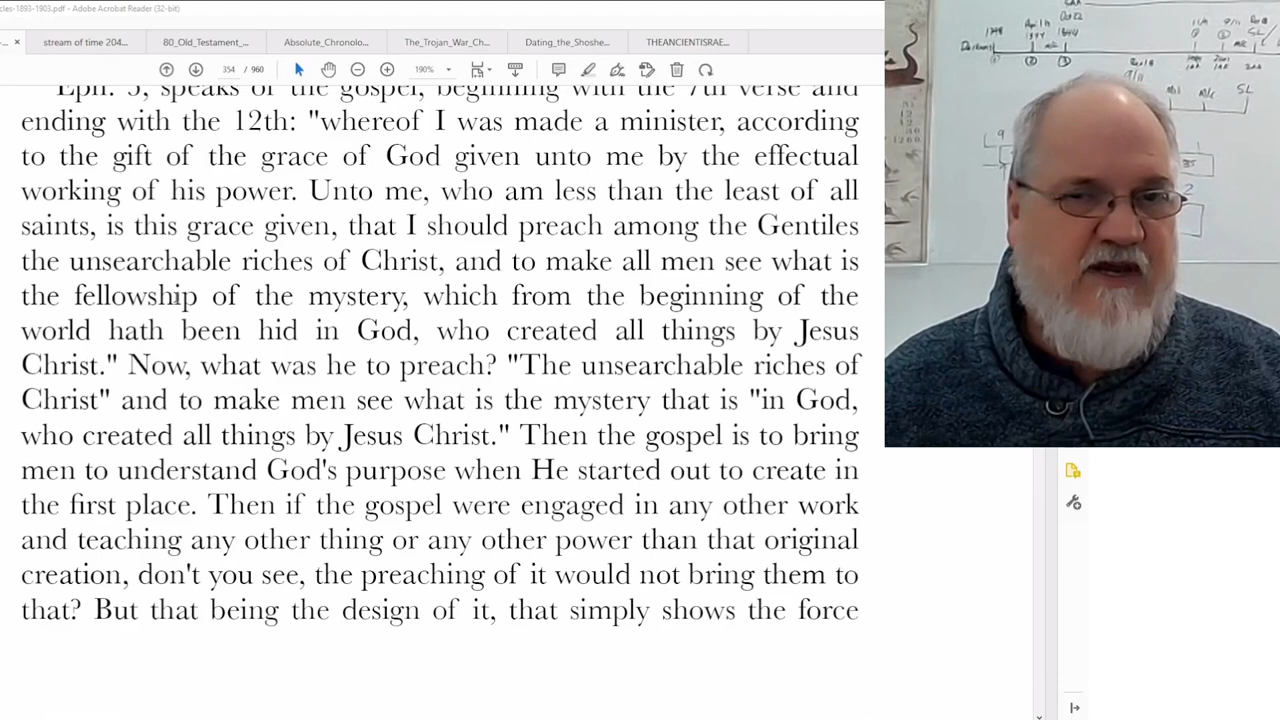 cles-1893-1903.pdf - Adobe Acrobat Reader (32-bit)
... × stream of time 204... 80_Old_Testament_... Absolute_Chronolo... The_Trojan_War_Ch... Dating_the_Shoshe... THEANCIENTISRAE...
354 / 960 190%
speaks of the gospel, beginning with the 7th verse and
ending with the 12th: "whereof I was made a minister, according
to the gift of the grace of God given unto me by the effectual
working of his power. Unto me, who am less than the least of all
saints, is this grace given, that I should preach among the Gentiles
the unsearchable riches of Christ, and to make all men see what is
the fellowship of the mystery, which from the beginning of the
world hath been hid in God, who created all things by Jesus
Christ." Now, what was he to preach? "The unsearchable riches of
Christ" and to make men see what is the mystery that is "in God,
who created all things by Jesus Christ." Then the gospel is to bring
men to understand God's purpose when He started out to create in
the first place. Then if the gospel were engaged in any other work
and teaching any other thing or any other power than that original
creation, don't you see, the preaching of it would not bring them to
that? But that being the design of it, that simply shows the force